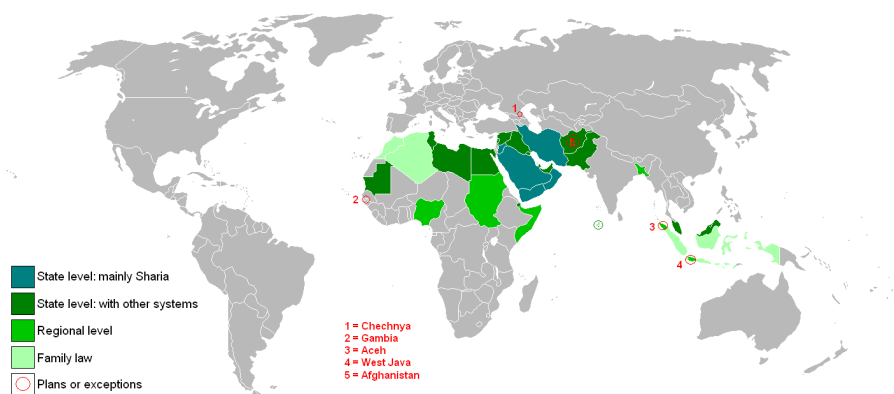 1
2
3
4
5
State level: mainly Sharia
State level: with other systems
Regional level
Family law
Plans or exceptions
1 = Chechnya
2 = Gambia
3 = Aceh
4 = West Java
5 = Afghanistan